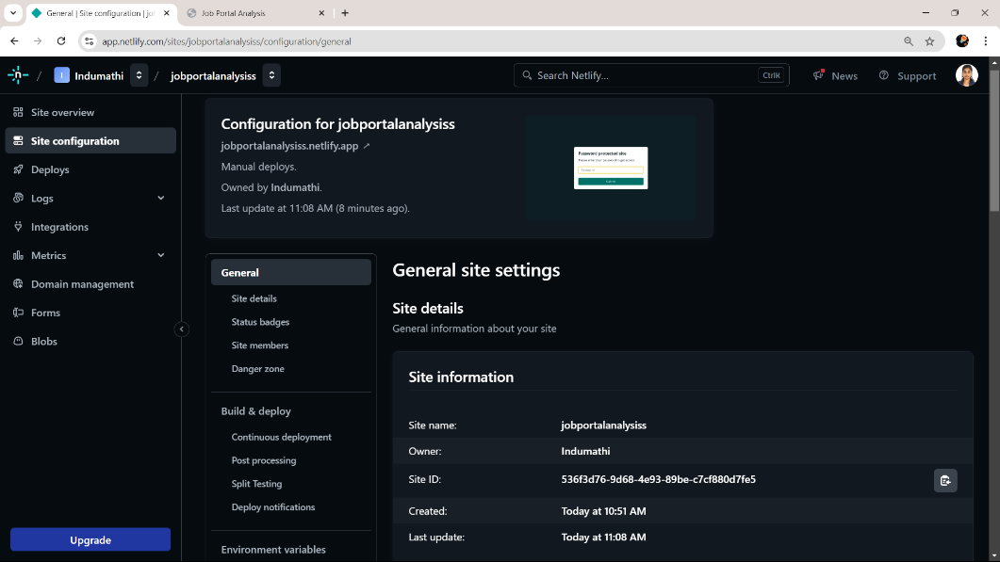 General | Site configuration | jo
Job Portal Analysis
app.netlify.com/sites/jobportalanalysiss/configuration/general
/ I Indumathi / jobportalanalysiss
Search Netlify...
Ctrl K
News
Support
Site overview
Site configuration
Deploys
Logs
Integrations
Metrics
Domain management
Forms
Blobs
Upgrade
Configuration for jobportalanalysiss
jobportalanalysiss.netlify.app ↗
Manual deploys.
Owned by Indumathi.
Last update at 11:08 AM (8 minutes ago).
Password protected site
General
Site details
Status badges
Site members
Danger zone
Build & deploy
Continuous deployment
Post processing
Split Testing
Deploy notifications
Environment variables
General site settings
Site details
General information about your site
Site information
Site name: jobportalanalysiss
Owner: Indumathi
Site ID: 536f3d76-9d68-4e93-89be-c7cf880d7fe5
Created: Today at 10:51 AM
Last update: Today at 11:08 AM